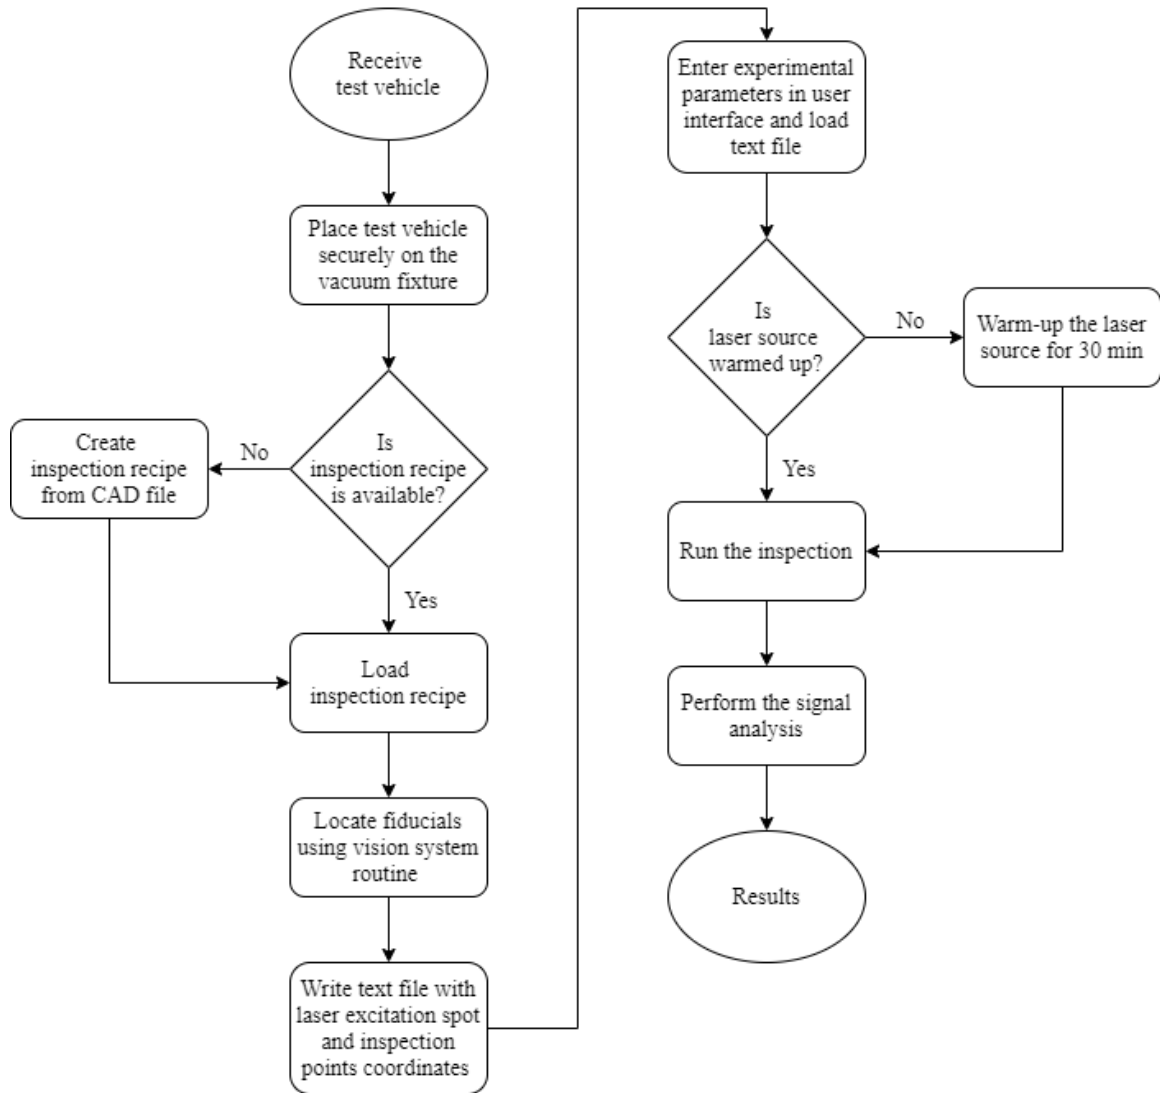 Receive
test vehicle
Place test vehicle
securely on the
vacuum fixture
Is
inspection recipe
is available?
No
Create
inspection recipe
from CAD file
Yes
Load
inspection recipe
Locate fiducials
using vision system
routine
Write text file with
laser excitation spot
and inspection
points coordinates
Enter experimental
parameters in user
interface and load
text file
Is
laser source
warmed up?
No
Warm-up the laser
source for 30 min
Yes
Run the inspection
Perform the signal
analysis
Results